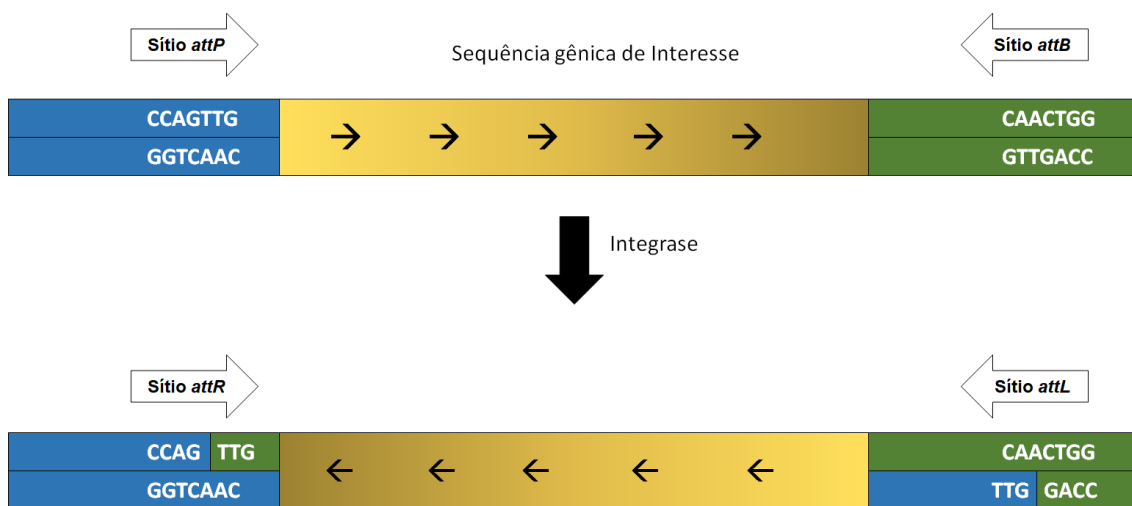 Sítio attP
Sequência gênica de Interesse
Sítio attB
CCAGTTG
CAACTGG
GGTCAAC
GTTGACC
Integrase
Sítio attR
Sítio attL
CCAG TTG
CAACTGG
GGTCAAC
TTG GACC